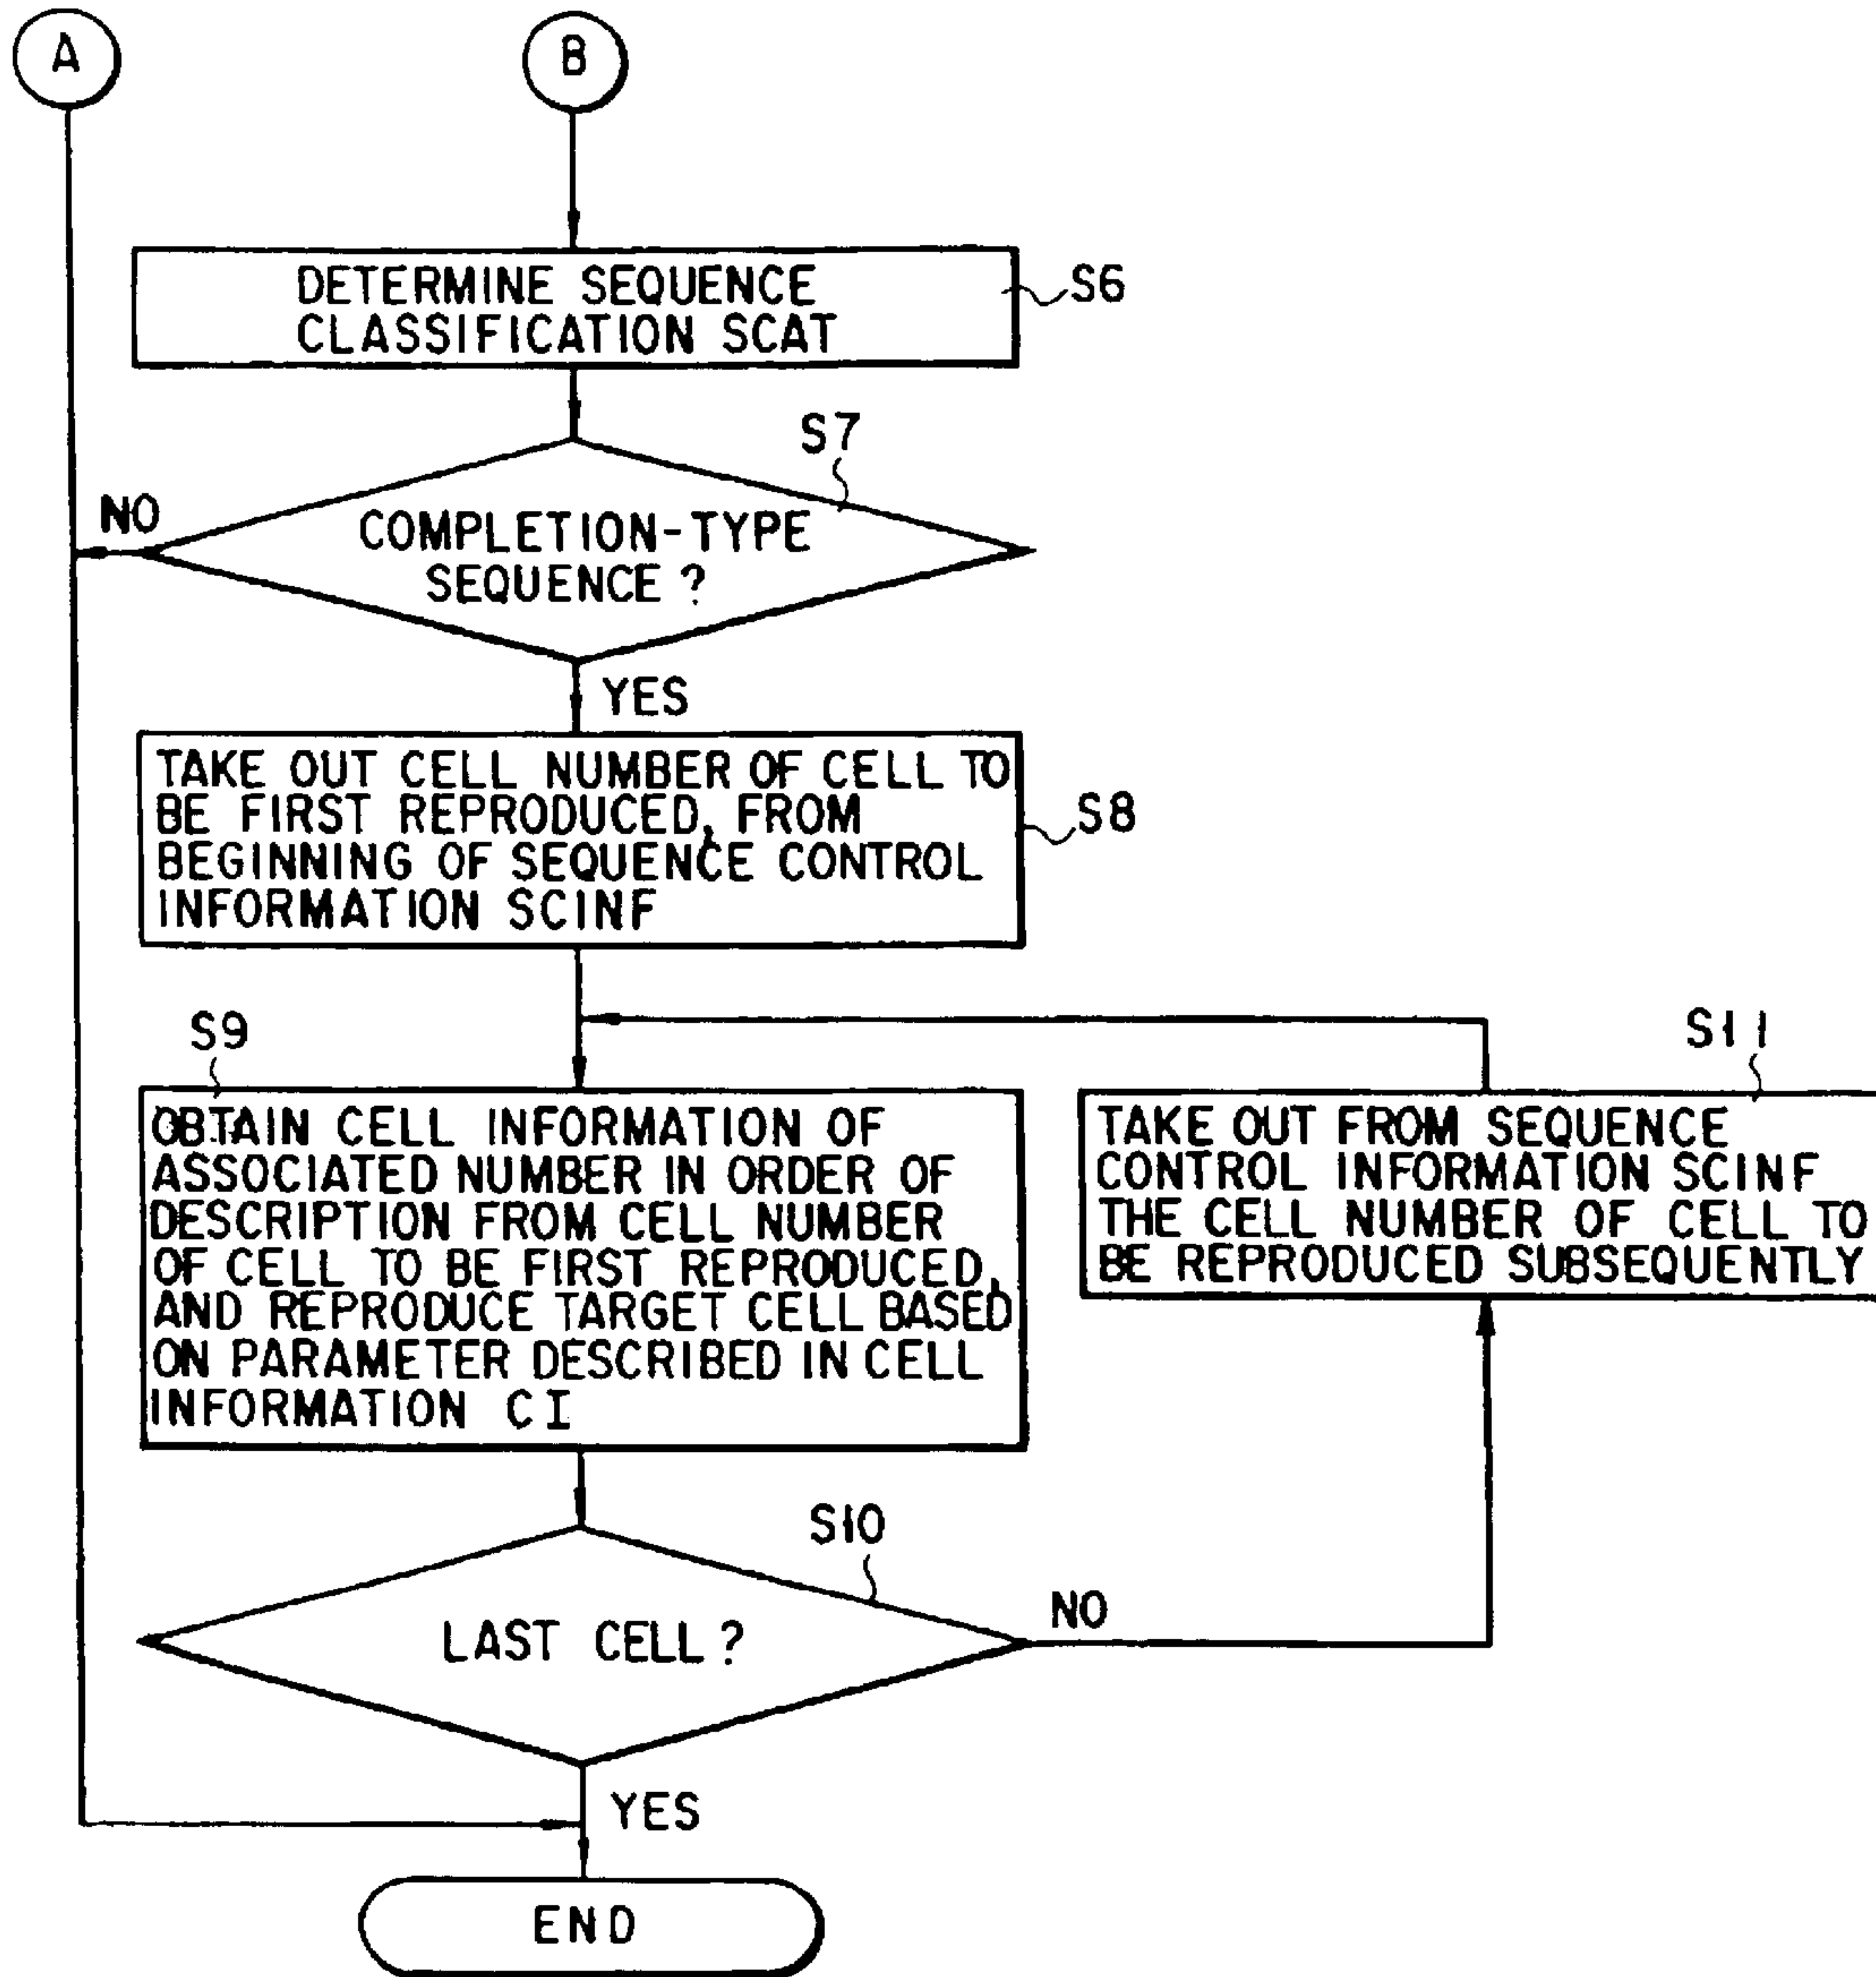 A
B
DETERMINE SEQUENCE
CLASSIFICATION SCAT
S6
S7
NO
COMPLETION-TYPE
SEQUENCE ?
YES
TAKE OUT CELL NUMBER OF CELL TO
BE FIRST REPRODUCED, FROM
BEGINNING OF SEQUENCE CONTROL
INFORMATION SCINF
S8
S9
OBTAIN CELL INFORMATION OF
ASSOCIATED NUMBER IN ORDER OF
DESCRIPTION FROM CELL NUMBER
OF CELL TO BE FIRST REPRODUCED,
AND REPRODUCE TARGET CELL BASED
ON PARAMETER DESCRIBED IN CELL
INFORMATION CI
S11
TAKE OUT FROM SEQUENCE
CONTROL INFORMATION SCINF
THE CELL NUMBER OF CELL TO
BE REPRODUCED SUBSEQUENTLY
S10
LAST CELL ?
NO
YES
END